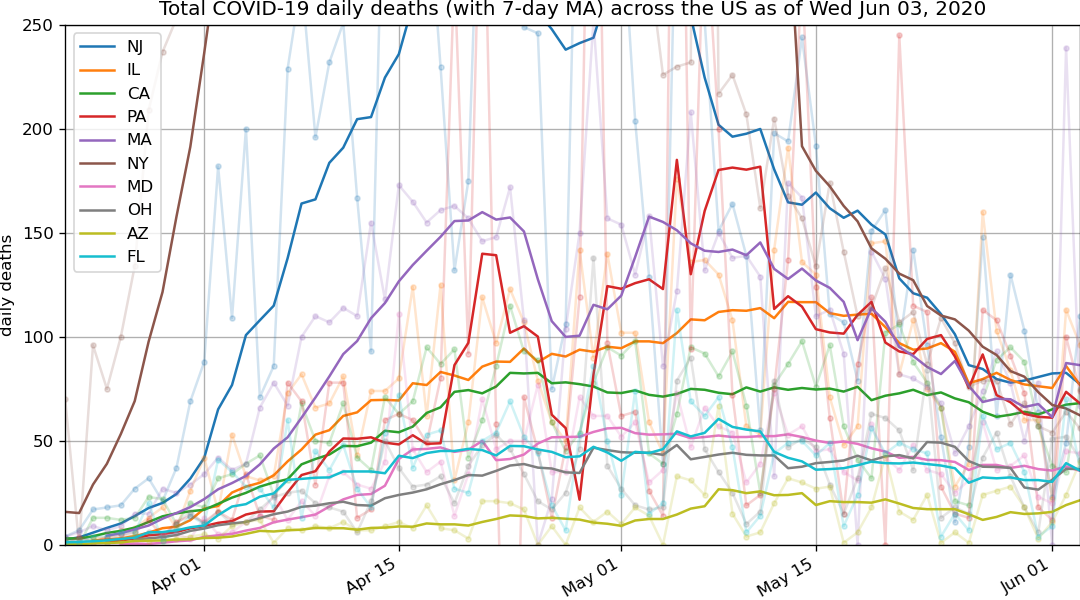 Total COVID-19 daily deaths (with 7-day MA) across the US as of Wed Jun 03, 2020
daily deaths
250
200
150
100
50
0
NJ
IL
CA
PA
MA
NY
MD
OH
AZ
FL
Apr 01
Apr 15
May 01
May 15
Jun 01